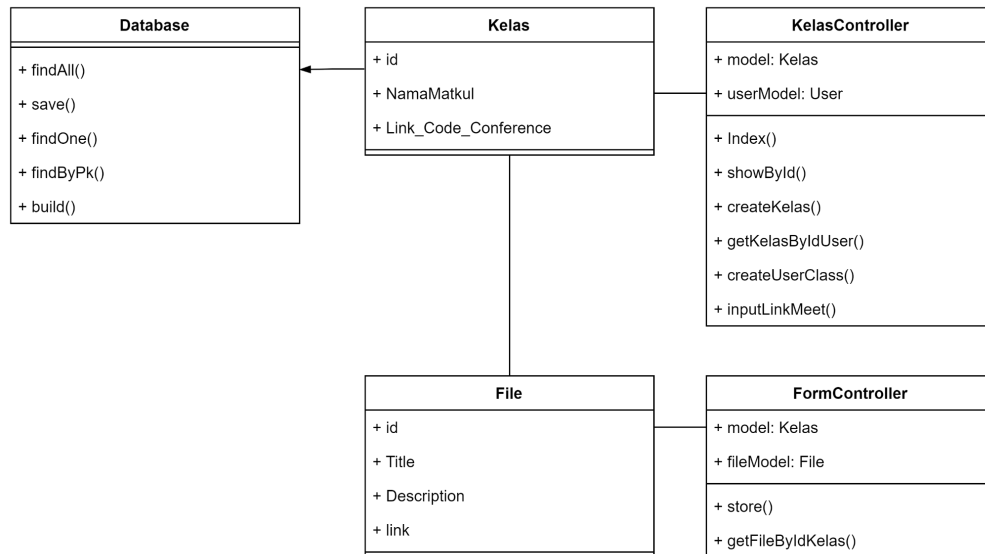 Database
+ findAll()
+ save()
+ findOne()
+ findByPk()
+ build()
Kelas
+ id
+ NamaMatkul
+ Link_Code_Conference
KelasController
+ model: Kelas
+ userModel: User
+ Index()
+ showById()
+ createKelas()
+ getKelasByIdUser()
+ createUserClass()
+ inputLinkMeet()
File
+ id
+ Title
+ Description
+ link
FormController
+ model: Kelas
+ fileModel: File
+ store()
+ getFileByIdKelas()